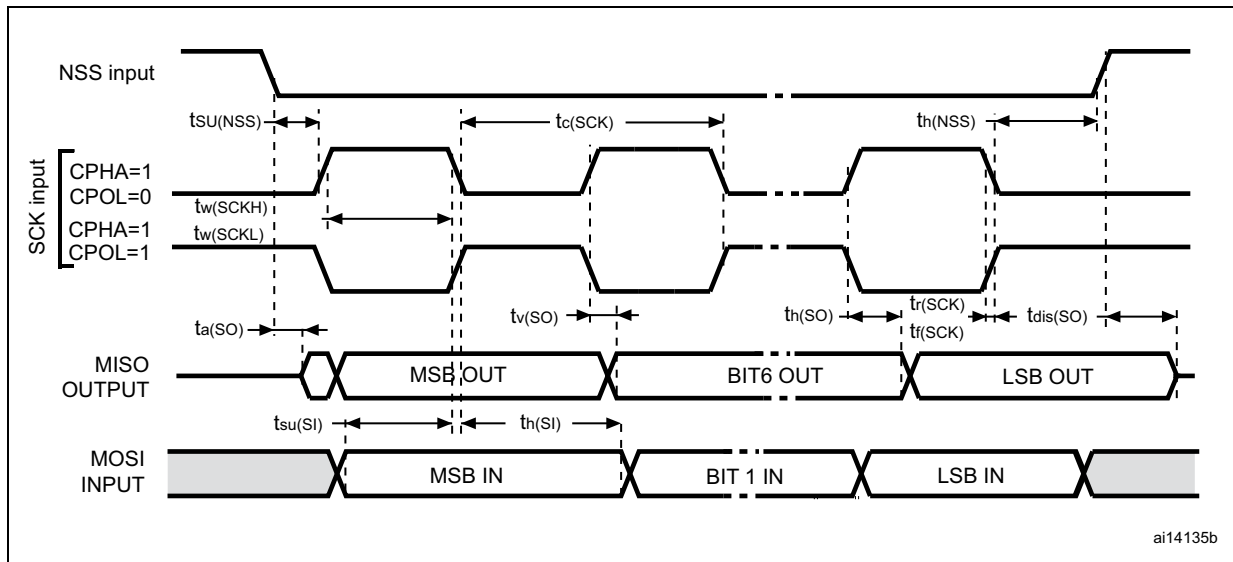 NSS input
tSU(NSS)
tc(SCK)
th(NSS)
SCK input
CPHA=1
CPOL=0
tw(SCKH)
CPHA=1
tw(SCKL)
CPOL=1
ta(SO)
tv(SO)
th(SO)
tr(SCK)
tf(SCK)
tdis(SO)
MISO
OUTPUT
MSB OUT
BIT6 OUT
LSB OUT
tsu(SI)
th(SI)
MOSI
INPUT
MSB IN
BIT 1 IN
LSB IN
ai14135b